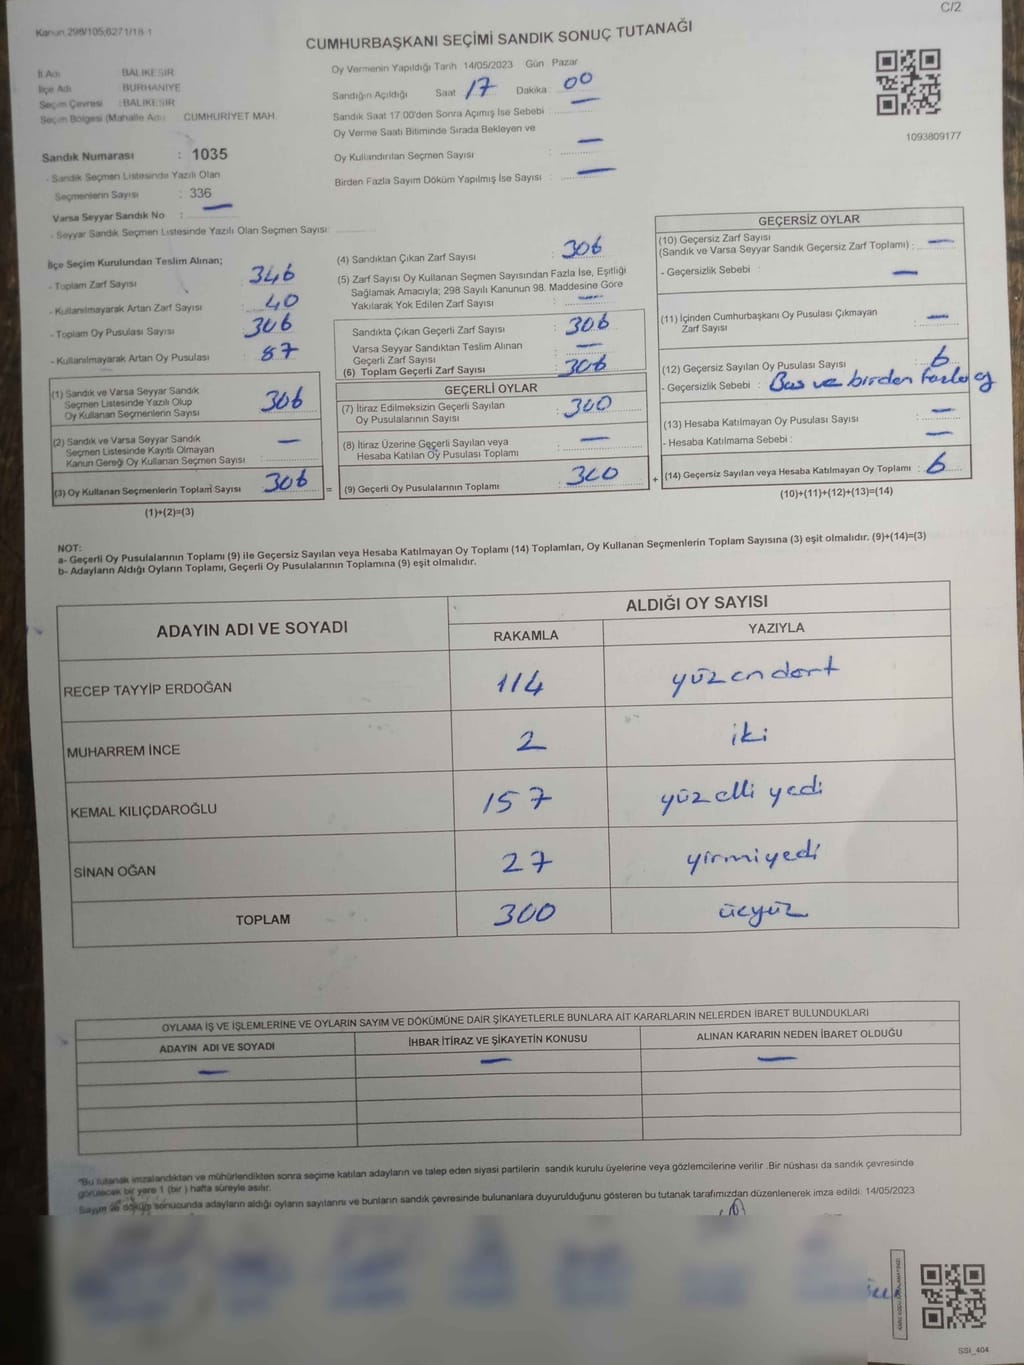 C/2
Kanun 298/105,6271/18-1
CUMHURBAŞKANI SEÇİMİ SANDIK SONUÇ TUTANAĞI
İl Adı : BALIKESİR
İlçe Adı : BURHANİYE
Seçim Çevresi : BALIKESİR
Seçim Bölgesi (Mahalle Adı) CUMHURİYET MAH.
Sandık Numarası : 1035
- Sandık Seçmen Listesinde Yazılı Olan
Seçmenlerin Sayısı : 336
Varsa Seyyar Sandık No : —
- Seyyar Sandık Seçmen Listesinde Yazılı Olan Seçmen Sayısı:
Oy Vermenin Yapıldığı Tarih 14/05/2023 Gün Pazar
Sandığın Açıldığı Saat 17 Dakika 00
Sandık Saat 17.00'den Sonra Açımış İse Sebebi : —
Oy Verme Saati Bitiminde Sırada Bekleyen ve
Oy Kullandırılan Seçmen Sayısı : —
Birden Fazla Sayım Döküm Yapılmış İse Sayısı : —
1093809177
İlçe Seçim Kurulundan Teslim Alınan;
- Toplam Zarf Sayısı : 346
- Kullanılmayarak Artan Zarf Sayısı : 40
- Toplam Oy Pusulası Sayısı : 306
- Kullanılmayarak Artan Oy Pusulası : 87
(1) Sandık ve Varsa Seyyar Sandık
Seçmen Listesinde Yazılı Olup
Oy Kullanan Seçmenlerin Sayısı : 306
(2) Sandık ve Varsa Seyyar Sandık
Seçmen Listesinde Kayıtlı Olmayan
Kanun Gereği Oy Kullanan Seçmen Sayısı : —
(3) Oy Kullanan Seçmenlerin Toplam Sayısı 306 =
(1)+(2)=(3)
(4) Sandıktan Çıkan Zarf Sayısı : 306
(5) Zarf Sayısı Oy Kullanan Seçmen Sayısından Fazla İse, Eşitliği
Sağlamak Amacıyla; 298 Sayılı Kanunun 98. Maddesine Göre
Yakılarak Yok Edilen Zarf Sayısı : —
Sandıkta Çıkan Geçerli Zarf Sayısı : 306
Varsa Seyyar Sandıktan Teslim Alınan
Geçerli Zarf Sayısı : —
(6) Toplam Geçerli Zarf Sayısı : 306
GEÇERLİ OYLAR
(7) İtiraz Edilmeksizin Geçerli Sayılan
Oy Pusulalarının Sayısı : 300
(8) İtiraz Üzerine Geçerli Sayılan veya
Hesaba Katılan Oy Pusulası Toplamı : —
(9) Geçerli Oy Pusulalarının Toplamı : 300 +
GEÇERSİZ OYLAR
(10) Geçersiz Zarf Sayısı
(Sandık ve Varsa Seyyar Sandık Geçersiz Zarf Toplamı) : —
- Geçersizlik Sebebi : —
(11) İçinden Cumhurbaşkanı Oy Pusulası Çıkmayan
Zarf Sayısı : —
(12) Geçersiz Sayılan Oy Pusulası Sayısı : 6
- Geçersizlik Sebebi : Boş ve birden fazla oy
(13) Hesaba Katılmayan Oy Pusulası Sayısı : —
- Hesaba Katılmama Sebebi : —
(14) Geçersiz Sayılan veya Hesaba Katılmayan Oy Toplamı : 6
(10)+(11)+(12)+(13)=(14)
NOT:
a- Geçerli Oy Pusulalarının Toplamı (9) ile Geçersiz Sayılan veya Hesaba Katılmayan Oy Toplamı (14) Toplamları, Oy Kullanan Seçmenlerin Toplam Sayısına (3) eşit olmalıdır. (9)+(14)=(3)
b- Adayların Aldığı Oyların Toplamı, Geçerli Oy Pusulalarının Toplamına (9) eşit olmalıdır.
ADAYIN ADI VE SOYADI ALDIĞI OY SAYISI
RAKAMLA YAZIYLA
RECEP TAYYİP ERDOĞAN 114 yüzendört
MUHARREM İNCE 2 iki
KEMAL KILIÇDAROĞLU 157 yüzelli yedi
SİNAN OĞAN 27 yirmiyedi
TOPLAM 300 üçyüz
OYLAMA İŞ VE İŞLEMLERİNE VE OYLARIN SAYIM VE DÖKÜMÜNE DAİR ŞİKAYETLERLE BUNLARA AİT KARARLARIN NELERDEN İBARET BULUNDUKLARI
ADAYIN ADI VE SOYADI İHBAR İTİRAZ VE ŞİKAYETİN KONUSU ALINAN KARARIN NEDEN İBARET OLDUĞU
— — —
*Bu tutanak imzalandıktan ve mühürlendikten sonra seçime katılan adayların ve talep eden siyasi partilerin sandık kurulu üyelerine veya gözlemcilerine verilir. Bir nüshası da sandık çevresinde
görülecek bir yere 1 (bir ) hafta süreyle asılır.
Sayım ve döküm sonucunda adayların aldığı oyların sayılarını ve bunların sandık çevresinde bulunanlara duyurulduğunu gösteren bu tutanak tarafımızdan düzenlenerek imza edildi. 14/05/2023
SSI_404